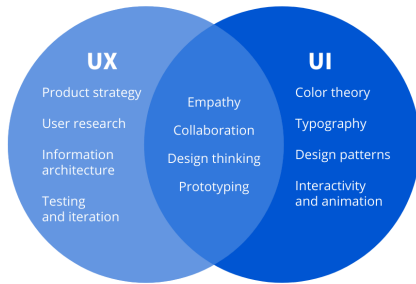 UX
Product strategy
User research
Information
architecture
Testing
and iteration
Empathy
Collaboration
Design thinking
Prototyping
UI
Color theory
Typography
Design patterns
Interactivity
and animation